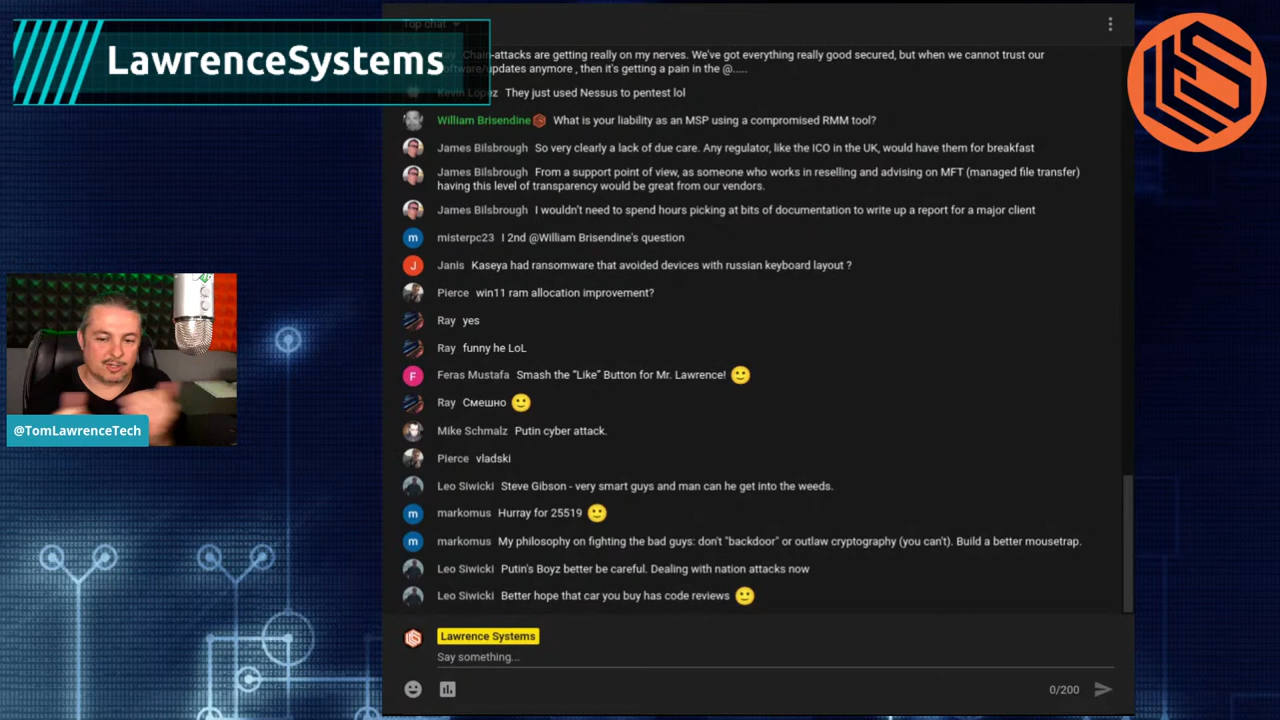 Top chat
LawrenceSystems
Chain-attacks are getting really on my nerves. We've got everything really good secured, but when we cannot trust our
software/updates anymore , then it's getting a pain in the @.....
Kevin Lopez They just used Nessus to pentest lol
William Brisendine What is your liability as an MSP using a compromised RMM tool?
James Bilsbrough So very clearly a lack of due care. Any regulator, like the ICO in the UK, would have them for breakfast
James Bilsbrough From a support point of view, as someone who works in reselling and advising on MFT (managed file transfer)
having this level of transparency would be great from our vendors.
James Bilsbrough I wouldn't need to spend hours picking at bits of documentation to write up a report for a major client
m misterpc23 I 2nd @William Brisendine's question
J Janis Kaseya had ransomware that avoided devices with russian keyboard layout ?
Pierce win11 ram allocation improvement?
Ray yes
Ray funny he LoL
F Feras Mustafa Smash the “Like” Button for Mr. Lawrence! 🙂
Ray Смешно 🙂
Mike Schmalz Putin cyber attack.
Pierce vladski
Leo Siwicki Steve Gibson - very smart guys and man can he get into the weeds.
m markomus Hurray for 25519 🙂
m markomus My philosophy on fighting the bad guys: don't "backdoor" or outlaw cryptography (you can't). Build a better mousetrap.
Leo Siwicki Putin's Boyz better be careful. Dealing with nation attacks now
Leo Siwicki Better hope that car you buy has code reviews 🙂
Lawrence Systems
Say something...
0/200
@TomLawrenceTech